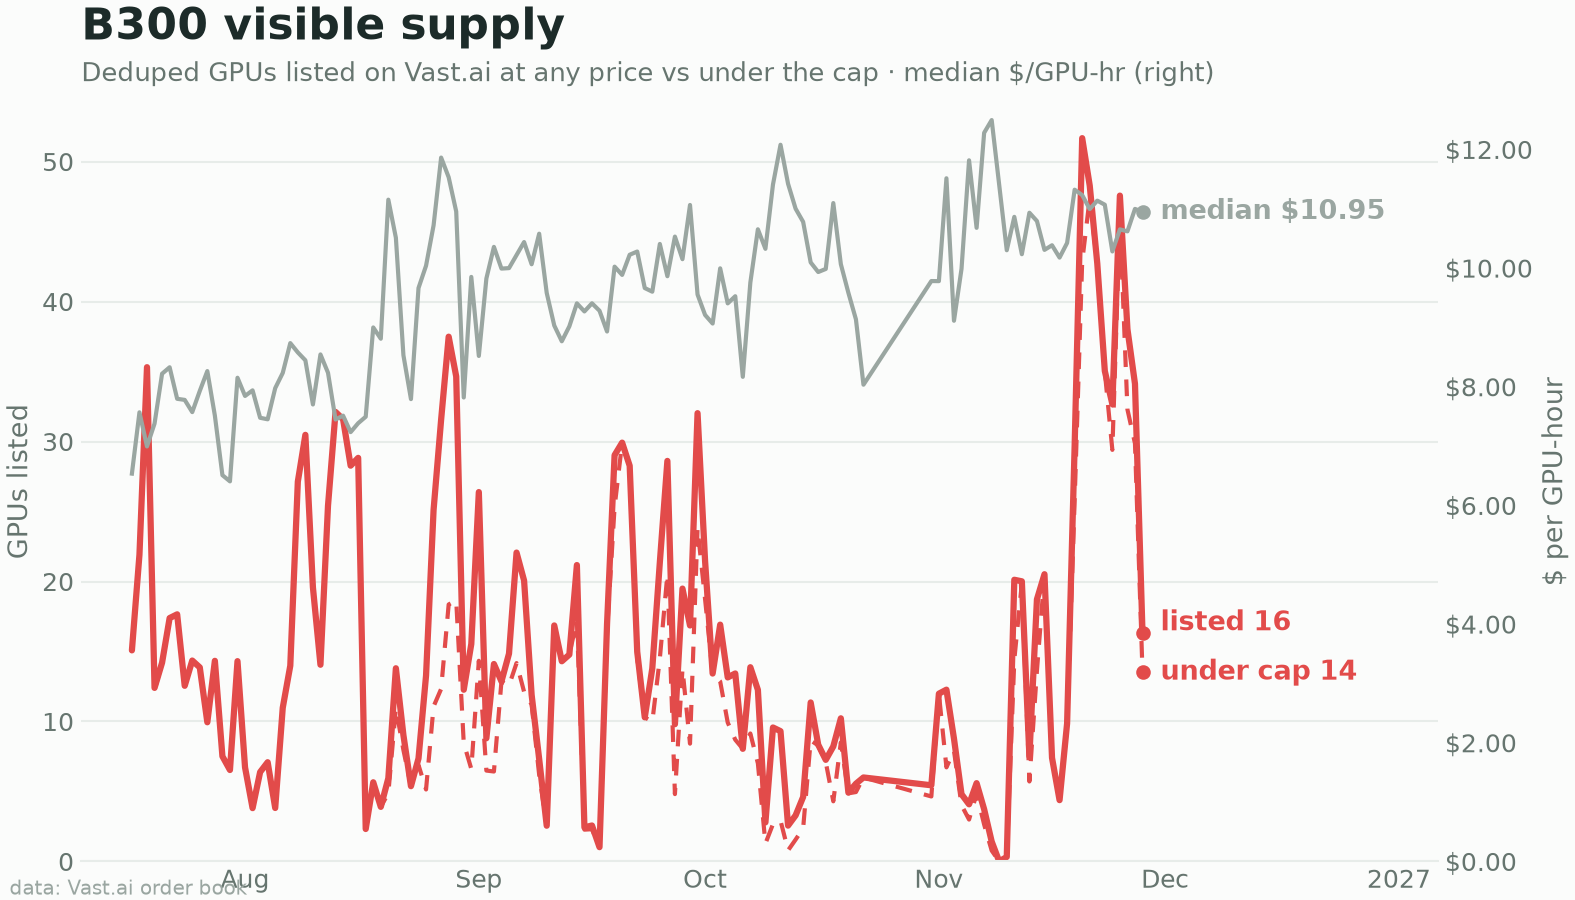 B300 visible supply
Deduped GPUs listed on Vast.ai at any price vs under the cap · median $/GPU-hr (right)
GPUs listed
50
40
30
20
10
0
$12.00
$10.00
$8.00
$6.00
$4.00
$2.00
$0.00
$ per GPU-hour
median $10.95
listed 16
under cap 14
Aug
Sep
Oct
Nov
Dec
2027
data: Vast.ai order book